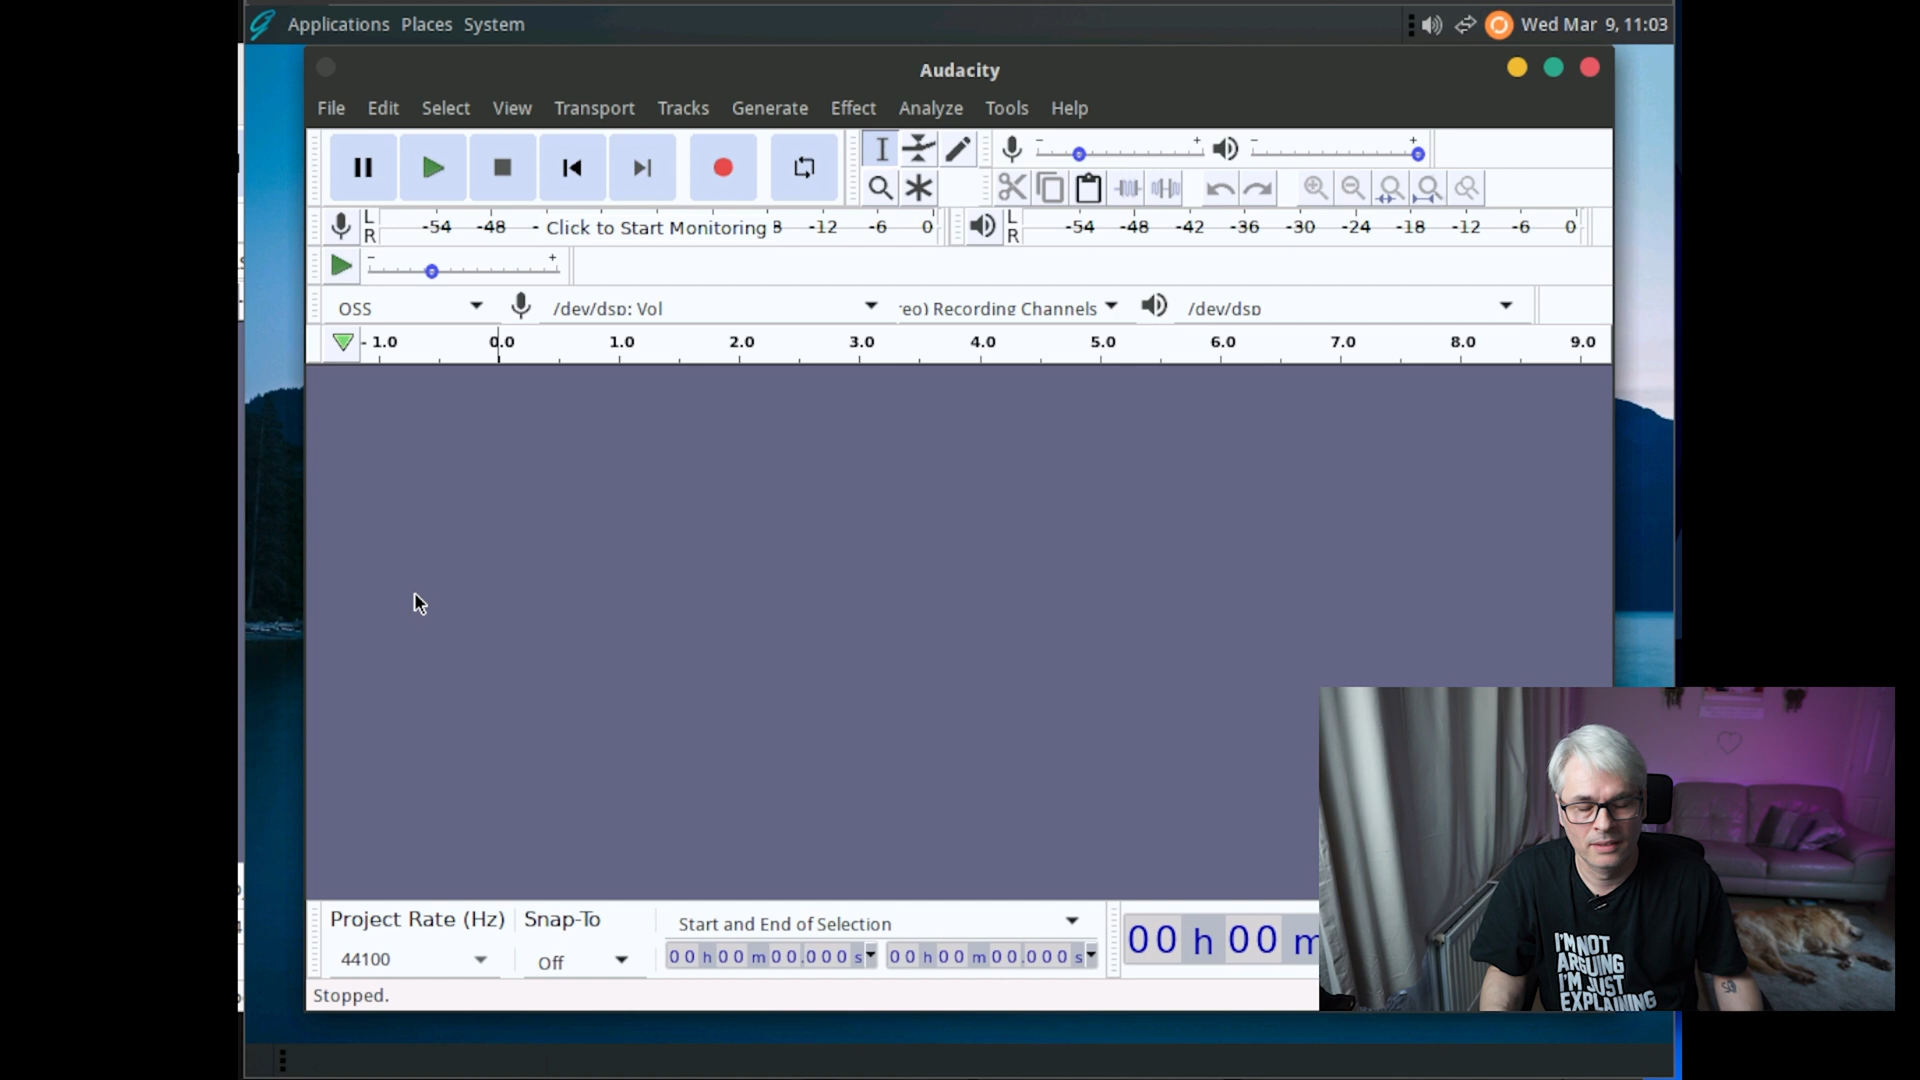 Applications Places System
Wed Mar 9, 11:03
Audacity
File Edit Select View Transport Tracks Generate Effect Analyze Tools Help
- + - +
L
R
-54 -48 - Click to Start Monitoring 8 -12 -6 0
L
R
-54 -48 -42 -36 -30 -24 -18 -12 -6 0
- +
OSS /dev/dsp: Vol reo) Recording Channels /dev/dsp
- 1.0 0.0 1.0 2.0 3.0 4.0 5.0 6.0 7.0 8.0 9.0
Project Rate (Hz) Snap-To Start and End of Selection
44100 Off 00 h 00 m 00.000 s 00 h 00 m 00.000 s
00 h 00 m
Stopped.
I'M NOT
ARGUING
I'M JUST
EXPLAINING